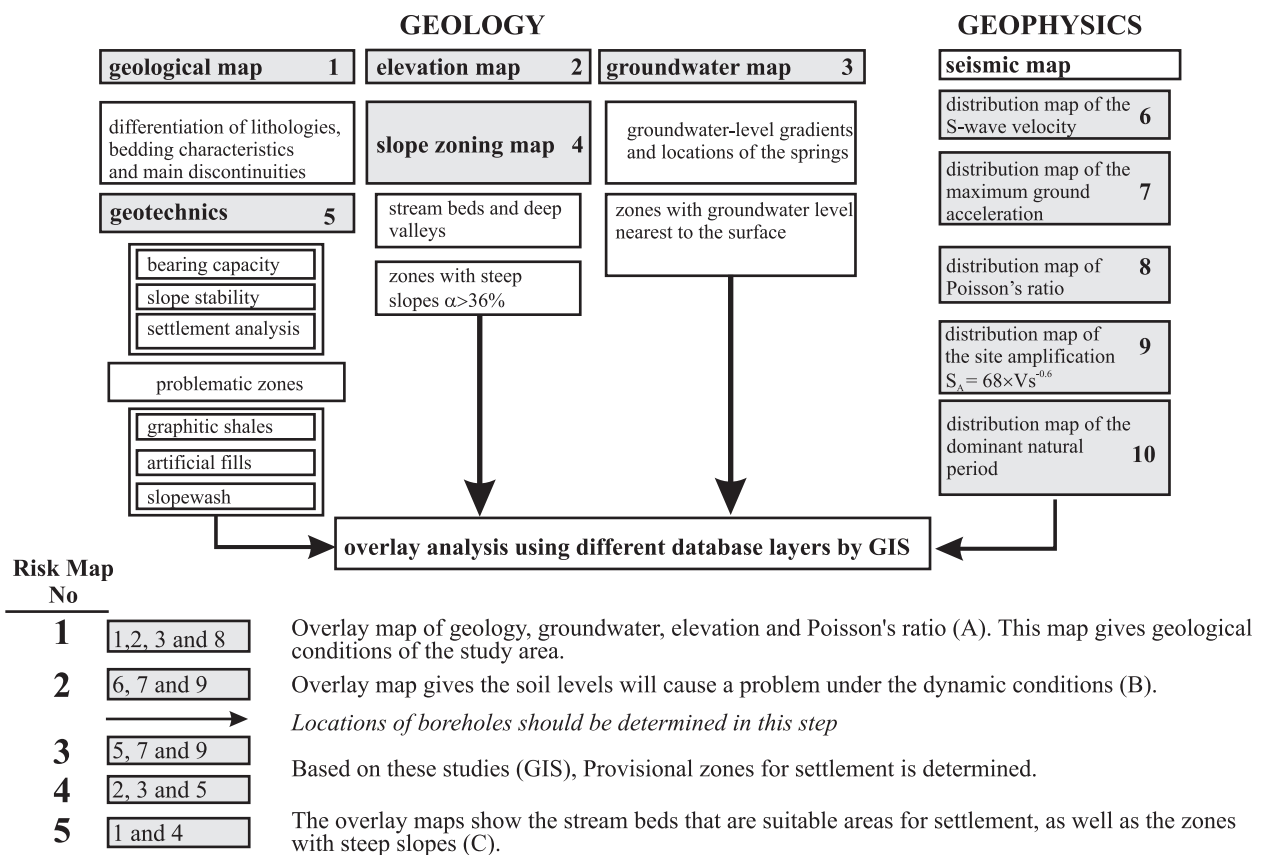 GEOLOGY
GEOPHYSICS
geological map 1
elevation map 2
groundwater map 3
seismic map
differentiation of lithologies,
bedding characteristics
and main discontinuities
geotechnics 5
bearing capacity
slope stability
settlement analysis
problematic zones
graphitic shales
artificial fills
slopewash
slope zoning map 4
stream beds and deep
valleys
zones with steep
slopes α>36%
groundwater-level gradients
and locations of the springs
zones with groundwater level
nearest to the surface
distribution map of the
S-wave velocity 6
distribution map of the
maximum ground
acceleration 7
distribution map of
Poisson's ratio 8
distribution map of
the site amplification 9
S_A = 68×Vs^-0.6
distribution map of the
dominant natural
period 10
overlay analysis using different database layers by GIS
Risk Map
No
1 1,2, 3 and 8
Overlay map of geology, groundwater, elevation and Poisson's ratio (A). This map gives geological
conditions of the study area.
2 6, 7 and 9 Overlay map gives the soil levels will cause a problem under the dynamic conditions (B).
Locations of boreholes should be determined in this step
3 5, 7 and 9
Based on these studies (GIS), Provisional zones for settlement is determined.
4 2, 3 and 5
5 1 and 4
The overlay maps show the stream beds that are suitable areas for settlement, as well as the zones
with steep slopes (C).